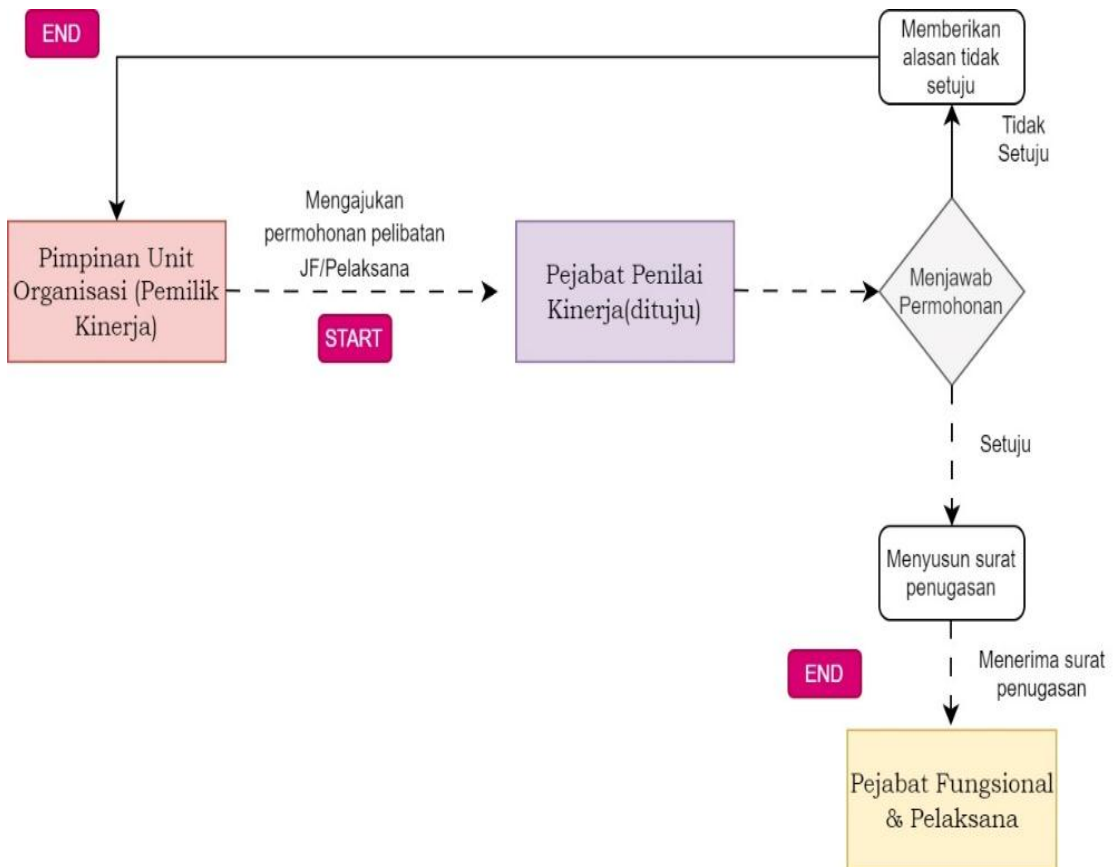 END
Memberikan
alasan tidak
setuju
Tidak
Setuju
Mengajukan
permohonan pelibatan
JF/Pelaksana
Pimpinan Unit
Organisasi (Pemilik
Kinerja)
START
Pejabat Penilai
Kinerja(dituju)
Menjawab
Permohonan
Setuju
Menyusun surat
penugasan
END
Menerima surat
penugasan
Pejabat Fungsional
& Pelaksana